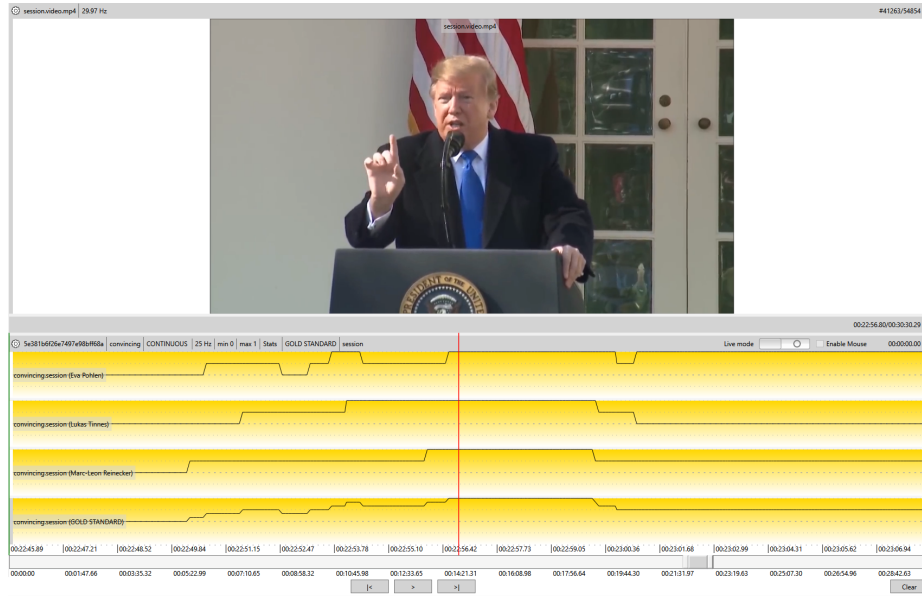 session.video.mp4 29.97 Hz #41263/54854
session.video.mp4
PRESIDENT OF THE UNITED
00:22:56.80/00:30:30.29
5e381b6f26e7497e98bff68a convincing CONTINUOUS 25 Hz min 0 max 1 Stats GOLD STANDARD session Live mode Enable Mouse 00:00:00.00
convincing.session (Eva Pohlen)
convincing.session (Lukas Tinnes)
convincing.session (Marc-Leon Reinecker)
convincing.session (GOLD STANDARD)
00:22:45.89 00:22:47.21 00:22:48.52 00:22:49.84 00:22:51.15 00:22:52.47 00:22:53.78 00:22:55.10 00:22:56.42 00:22:57.73 00:22:59.05 00:23:00.36 00:23:01.68 00:23:02.99 00:23:04.31 00:23:05.62 00:23:06.94
00:00:00 00:01:47.66 00:03:35.32 00:05:22.99 00:07:10.65 00:08:58.32 00:10:45.98 00:12:33.65 00:14:21.31 00:16:08.98 00:17:56.64 00:19:44.30 00:21:31.97 00:23:19.63 00:25:07.30 00:26:54.96 00:28:42.63
|< > >| Clear